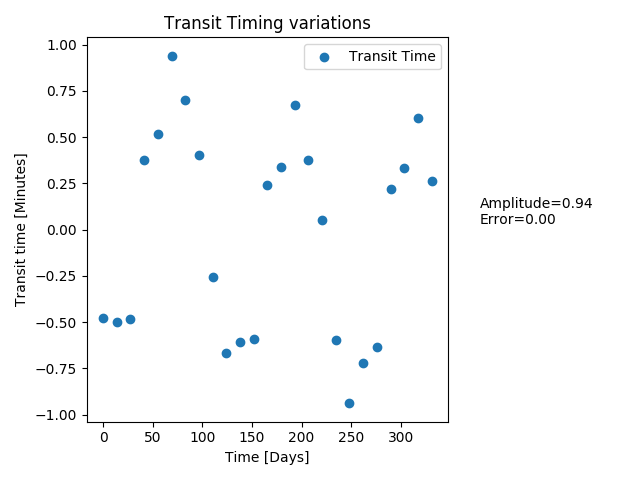 Transit Timing variations
Transit Time
1.00
0.75
0.50
0.25
0.00
−0.25
−0.50
−0.75
−1.00
Transit time [Minutes]
0 50 100 150 200 250 300
Time [Days]
Amplitude=0.94
Error=0.00